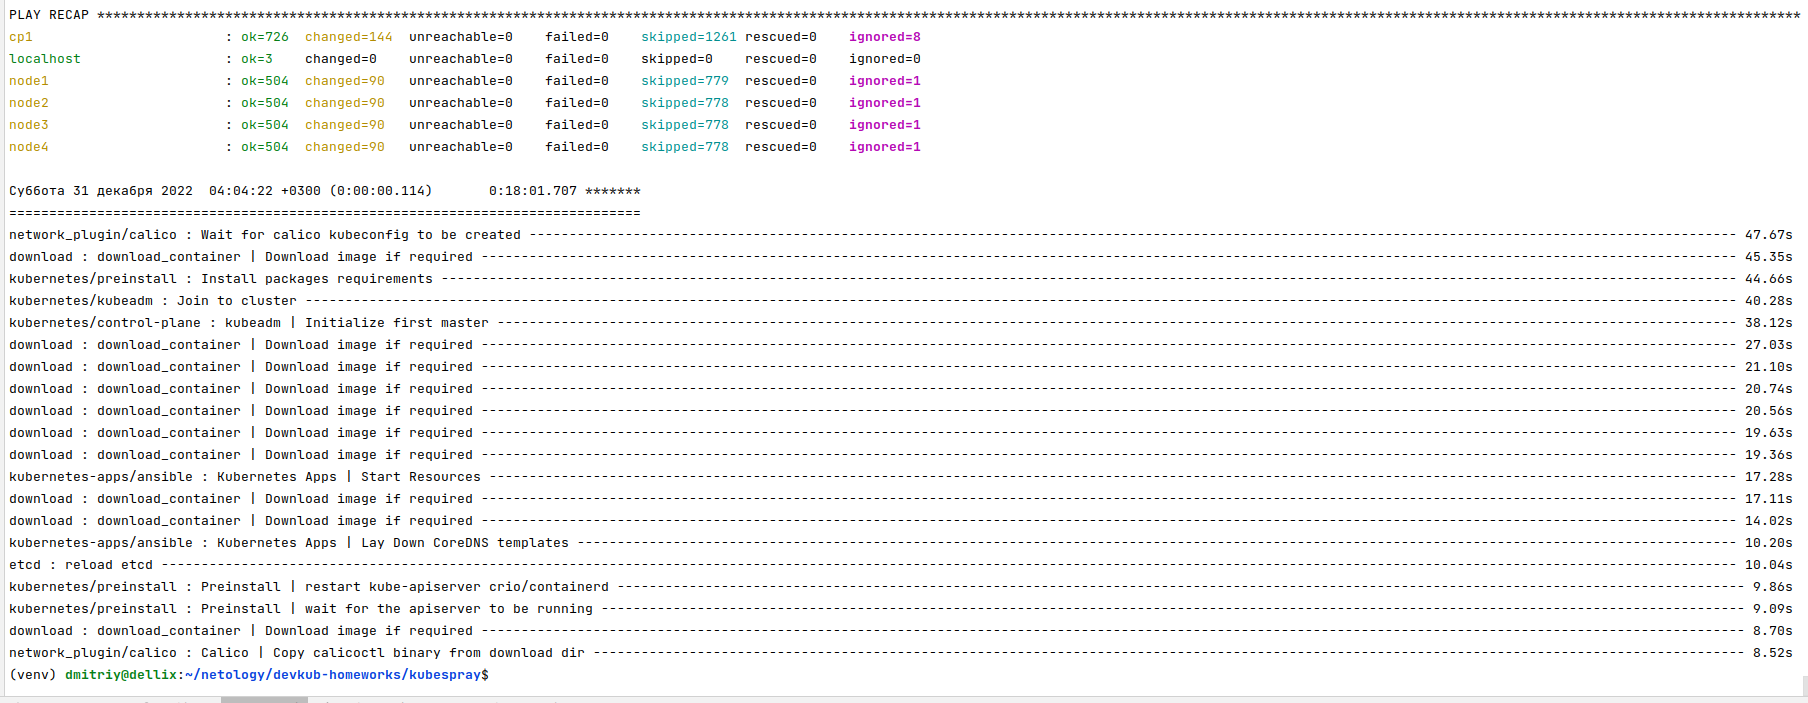 PLAY RECAP *********************************************************************************************************************************************************************************************************************
cp1                        : ok=726  changed=144  unreachable=0    failed=0    skipped=1261 rescued=0    ignored=8
localhost                  : ok=3    changed=0    unreachable=0    failed=0    skipped=0    rescued=0    ignored=0
node1                      : ok=504  changed=90   unreachable=0    failed=0    skipped=779  rescued=0    ignored=1
node2                      : ok=504  changed=90   unreachable=0    failed=0    skipped=778  rescued=0    ignored=1
node3                      : ok=504  changed=90   unreachable=0    failed=0    skipped=778  rescued=0    ignored=1
node4                      : ok=504  changed=90   unreachable=0    failed=0    skipped=778  rescued=0    ignored=1
Суббота 31 декабря 2022  04:04:22 +0300 (0:00:00.114)       0:18:01.707 *******
===============================================================================
network_plugin/calico : Wait for calico kubeconfig to be created ------------------------------------------------------------------------------------------------------------------------------------------------------- 47.67s
download : download_container | Download image if required ------------------------------------------------------------------------------------------------------------------------------------------------------------- 45.35s
kubernetes/preinstall : Install packages requirements ------------------------------------------------------------------------------------------------------------------------------------------------------------------ 44.66s
kubernetes/kubeadm : Join to cluster ----------------------------------------------------------------------------------------------------------------------------------------------------------------------------------- 40.28s
kubernetes/control-plane : kubeadm | Initialize first master ----------------------------------------------------------------------------------------------------------------------------------------------------------- 38.12s
download : download_container | Download image if required ------------------------------------------------------------------------------------------------------------------------------------------------------------- 27.03s
download : download_container | Download image if required ------------------------------------------------------------------------------------------------------------------------------------------------------------- 21.10s
download : download_container | Download image if required ------------------------------------------------------------------------------------------------------------------------------------------------------------- 20.74s
download : download_container | Download image if required ------------------------------------------------------------------------------------------------------------------------------------------------------------- 20.56s
download : download_container | Download image if required ------------------------------------------------------------------------------------------------------------------------------------------------------------- 19.63s
download : download_container | Download image if required ------------------------------------------------------------------------------------------------------------------------------------------------------------- 19.36s
kubernetes-apps/ansible : Kubernetes Apps | Start Resources ------------------------------------------------------------------------------------------------------------------------------------------------------------ 17.28s
download : download_container | Download image if required ------------------------------------------------------------------------------------------------------------------------------------------------------------- 17.11s
download : download_container | Download image if required ------------------------------------------------------------------------------------------------------------------------------------------------------------- 14.02s
kubernetes-apps/ansible : Kubernetes Apps | Lay Down CoreDNS templates ------------------------------------------------------------------------------------------------------------------------------------------------- 10.20s
etcd : reload etcd ----------------------------------------------------------------------------------------------------------------------------------------------------------------------------------------------------- 10.04s
kubernetes/preinstall : Preinstall | restart kube-apiserver crio/containerd --------------------------------------------------------------------------------------------------------------------------------------------- 9.86s
kubernetes/preinstall : Preinstall | wait for the apiserver to be running ----------------------------------------------------------------------------------------------------------------------------------------------- 9.09s
download : download_container | Download image if required -------------------------------------------------------------------------------------------------------------------------------------------------------------- 8.70s
network_plugin/calico : Calico | Copy calicoctl binary from download dir ------------------------------------------------------------------------------------------------------------------------------------------------ 8.52s
(venv) dmitriy@dellix:~/netology/devkub-homeworks/kubespray$